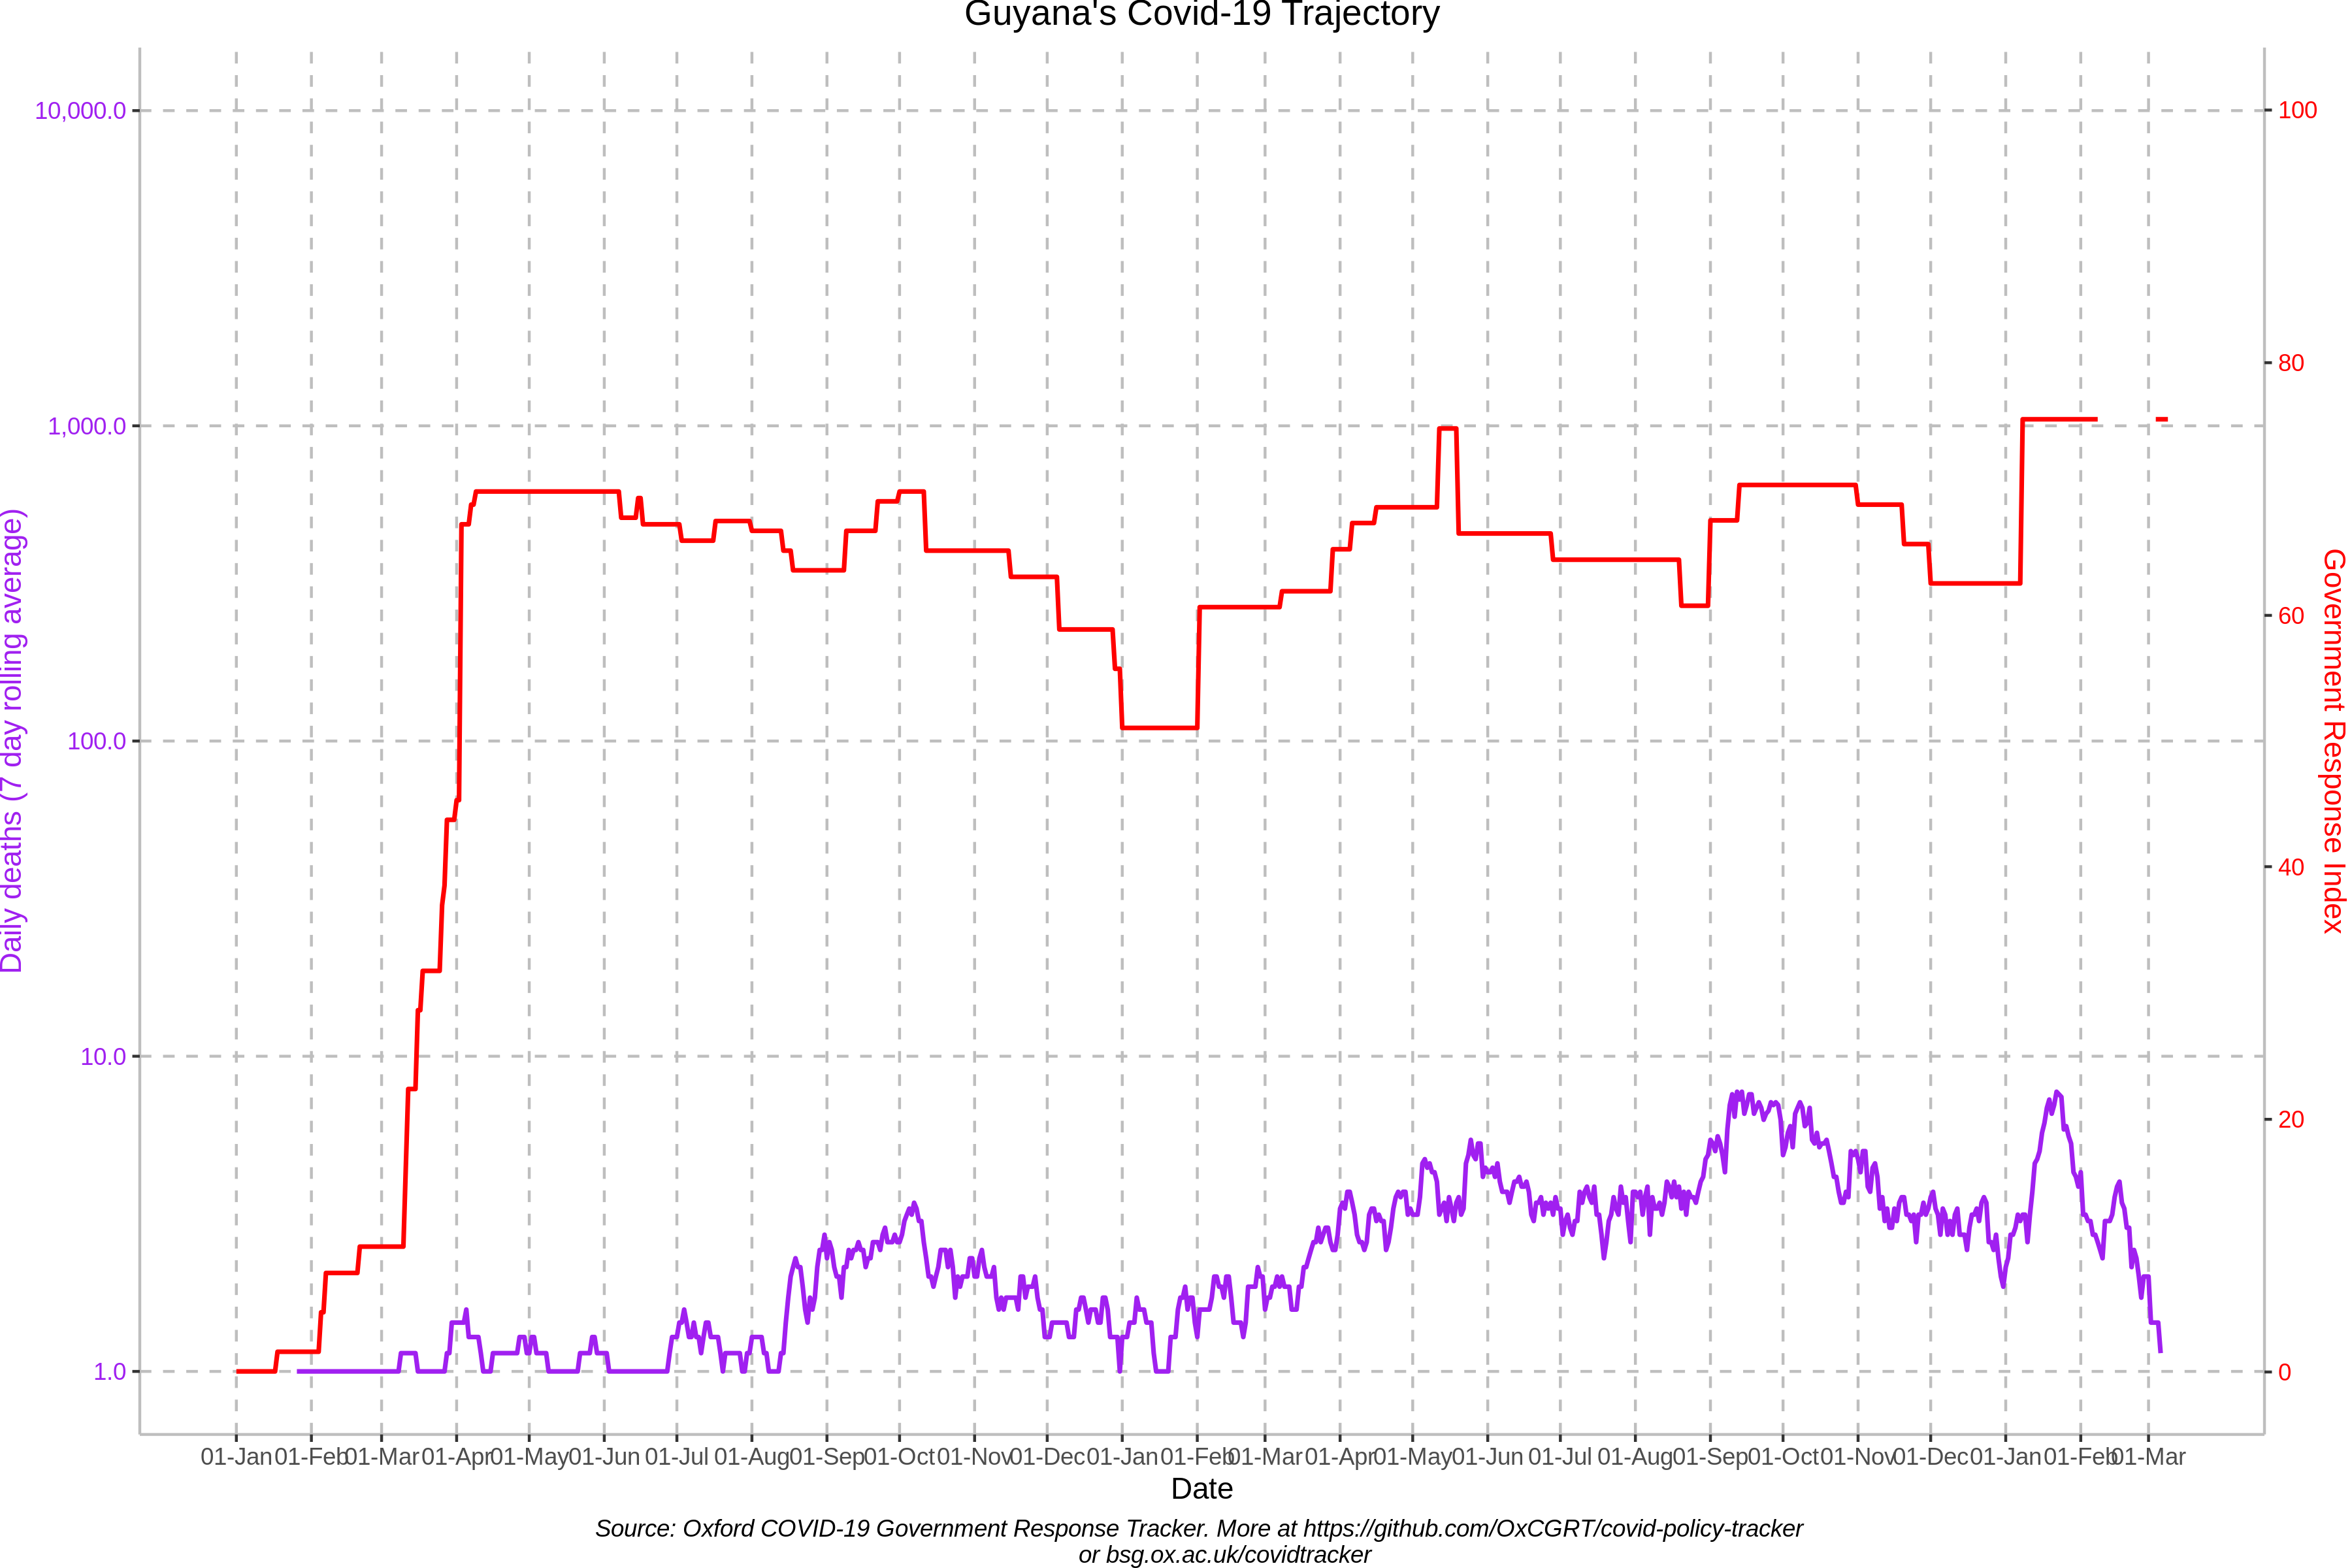 Guyana's Covid-19 Trajectory
10,000.0
1,000.0
100.0
10.0
1.0
Daily deaths (7 day rolling average)
100
80
60
40
20
0
Government Response Index
01-Jan 01-Feb 01-Mar 01-Apr 01-May 01-Jun 01-Jul 01-Aug 01-Sep 01-Oct 01-Nov 01-Dec 01-Jan 01-Feb 01-Mar 01-Apr 01-May 01-Jun 01-Jul 01-Aug 01-Sep 01-Oct 01-Nov 01-Dec 01-Jan 01-Feb 01-Mar
Date
Source: Oxford COVID-19 Government Response Tracker. More at https://github.com/OxCGRT/covid-policy-tracker
or bsg.ox.ac.uk/covidtracker